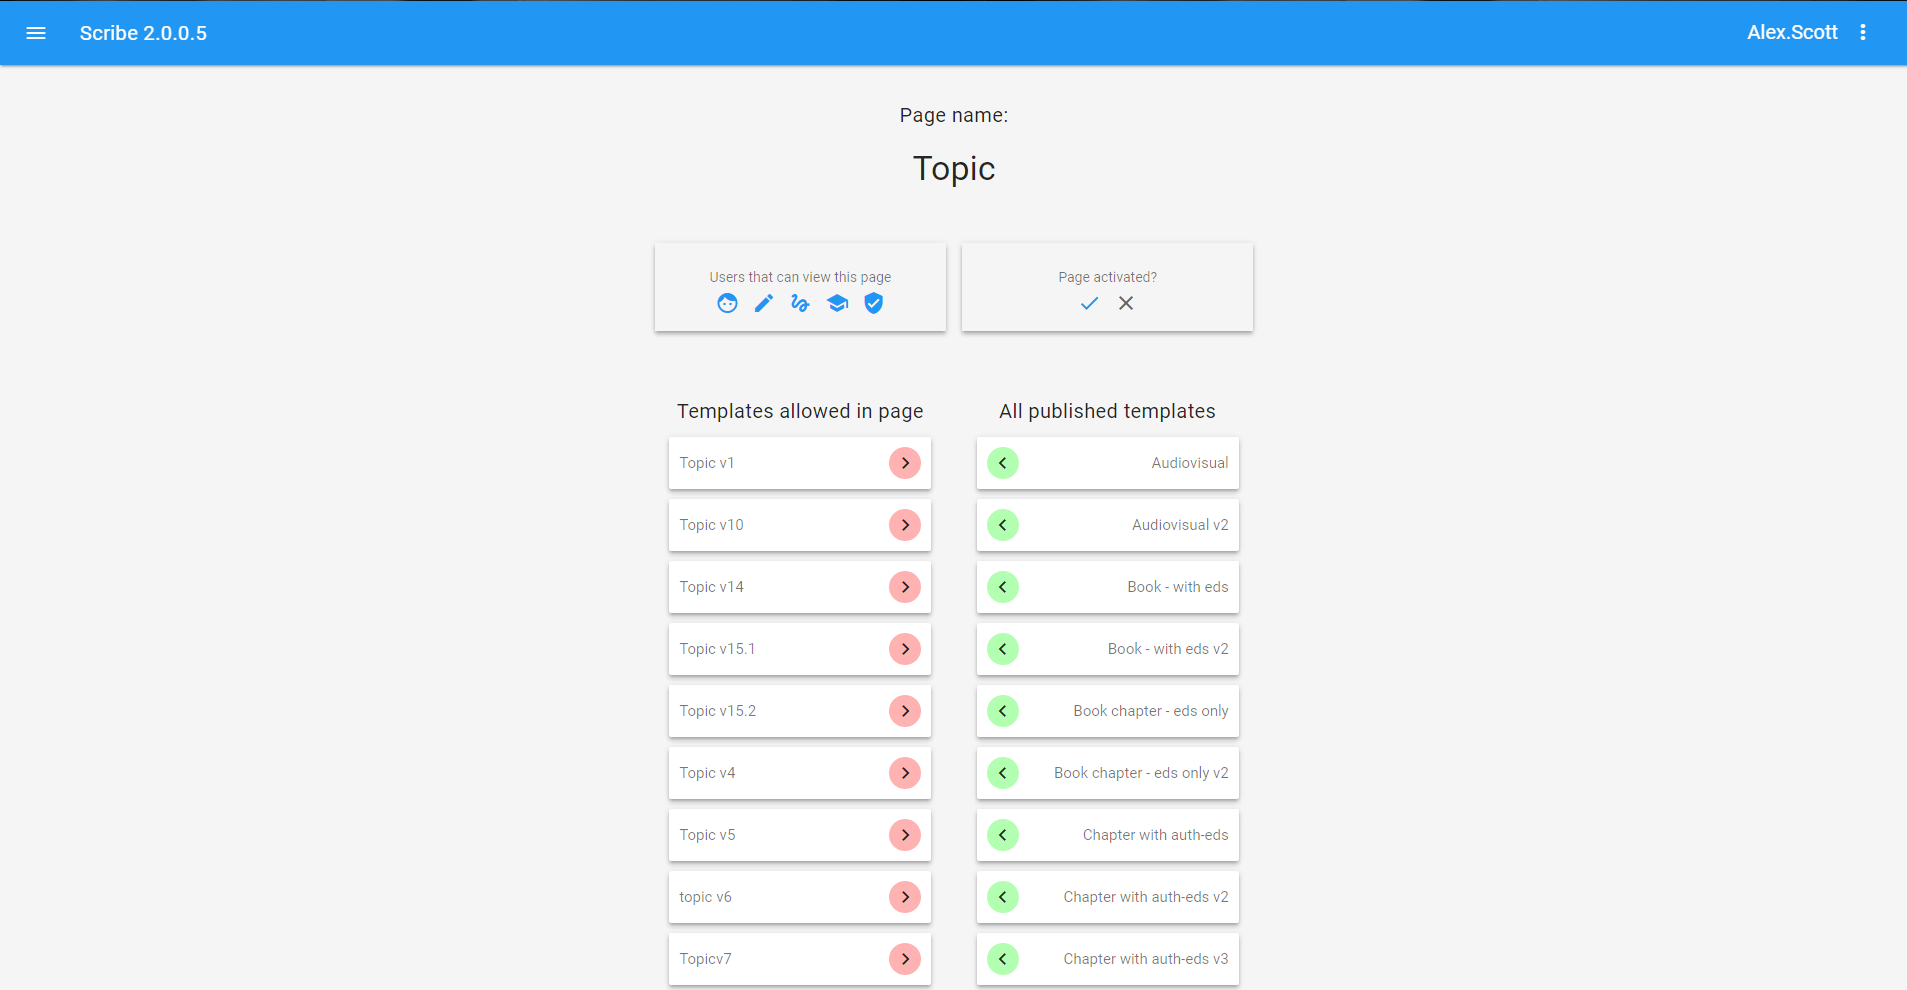 Scribe 2.0.0.5
Alex.Scott
Page name:
Topic
Users that can view this page
Page activated?
Templates allowed in page
Topic v1
Topic v10
Topic v14
Topic v15.1
Topic v15.2
Topic v4
Topic v5
topic v6
Topicv7
All published templates
Audiovisual
Audiovisual v2
Book - with eds
Book - with eds v2
Book chapter - eds only
Book chapter - eds only v2
Chapter with auth-eds
Chapter with auth-eds v2
Chapter with auth-eds v3